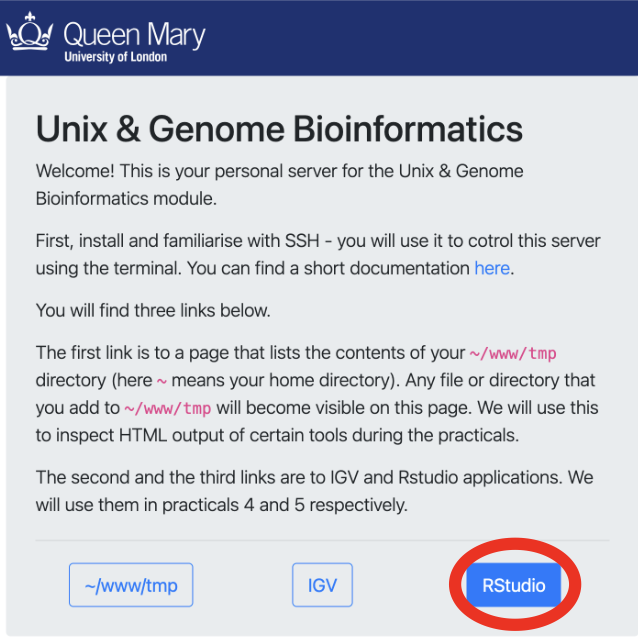 Queen Mary
University of London
Unix & Genome Bioinformatics
Welcome! This is your personal server for the Unix & Genome
Bioinformatics module.
First, install and familiarise with SSH - you will use it to cotrol this server
using the terminal. You can find a short documentation here.
You will find three links below.
The first link is to a page that lists the contents of your ~/www/tmp
directory (here ~ means your home directory). Any file or directory that
you add to ~/www/tmp will become visible on this page. We will use this
to inspect HTML output of certain tools during the practicals.
The second and the third links are to IGV and Rstudio applications. We
will use them in practicals 4 and 5 respectively.
~/www/tmp IGV RStudio